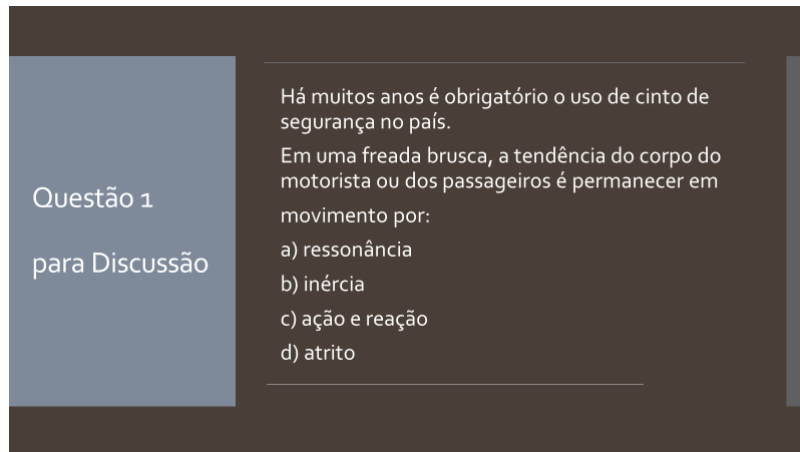 Questão 1
para Discussão
Há muitos anos é obrigatório o uso de cinto de
segurança no país.
Em uma freada brusca, a tendência do corpo do
motorista ou dos passageiros é permanecer em
movimento por:
a) ressonância
b) inércia
c) ação e reação
d) atrito